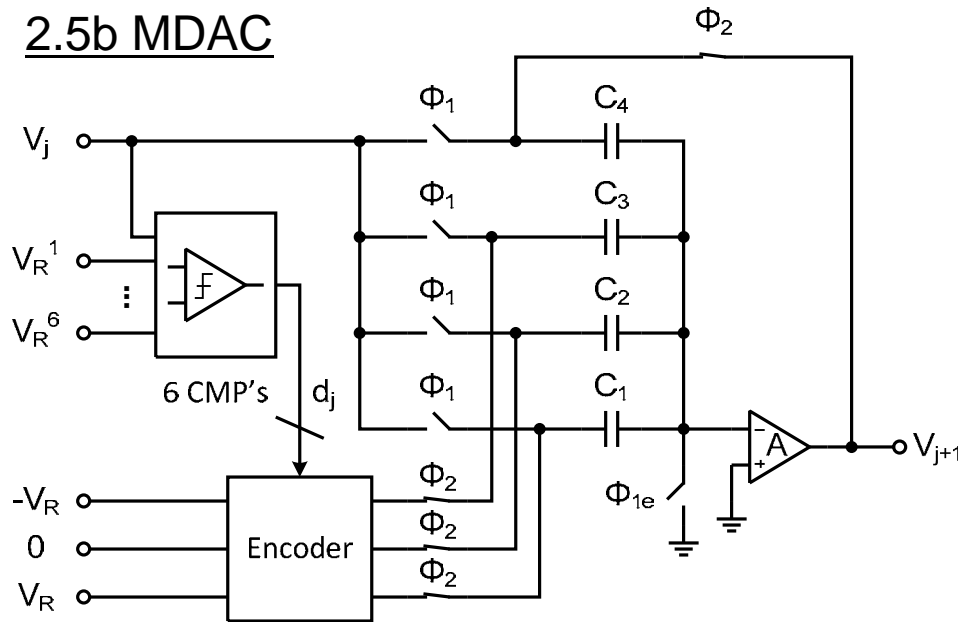 2.5b MDAC
Φ2
Φ1
C4
Vj
Φ1
C3
VR1
Φ1
C2
VR6
6 CMP's
dj
Φ1
C1
-
A
+
Vj+1
Φ1e
-VR
Φ2
0
Encoder
Φ2
VR
Φ2